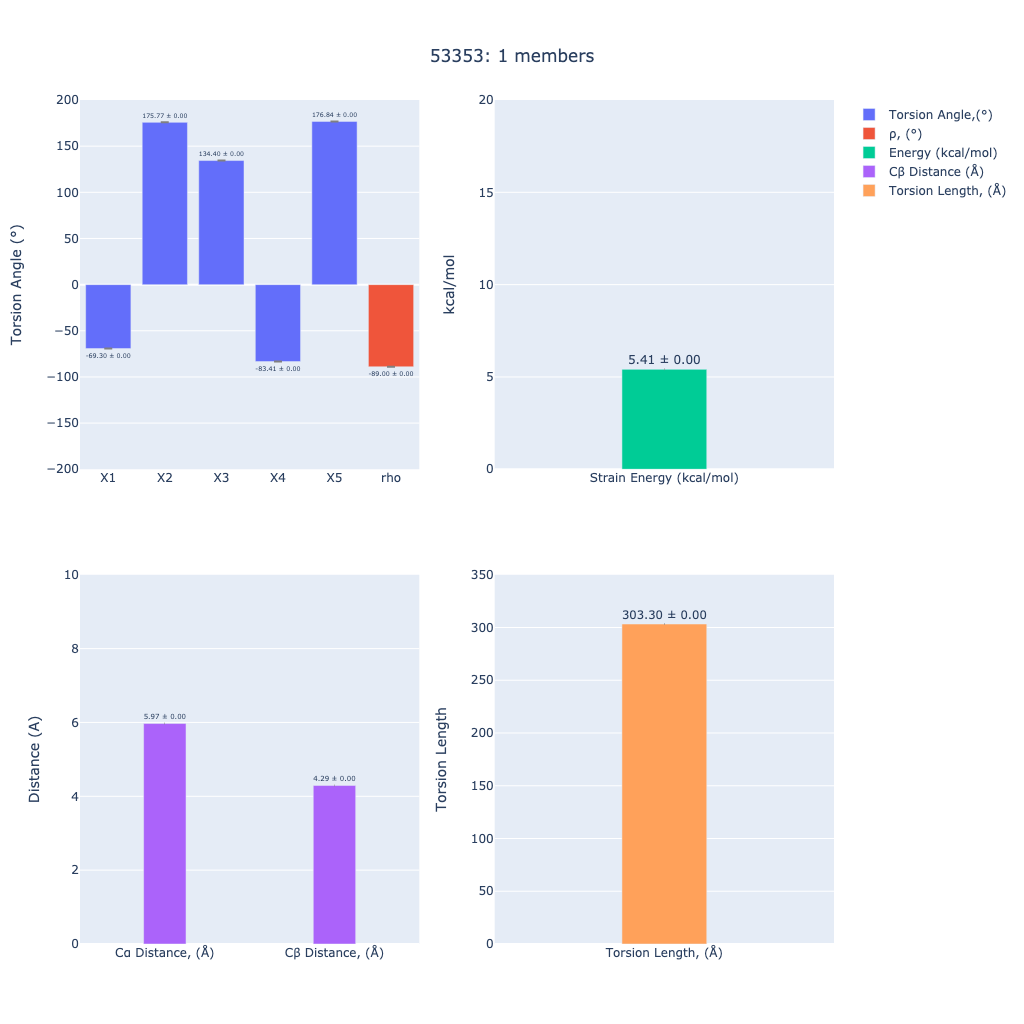 53353: 1 members
Torsion Angle (°)
200
150
100
50
0
−50
−100
−150
−200
-69.30 ± 0.00
175.77 ± 0.00
134.40 ± 0.00
-83.41 ± 0.00
176.84 ± 0.00
-89.00 ± 0.00
X1 X2 X3 X4 X5 rho
kcal/mol
20
15
10
5
0
5.41 ± 0.00
Strain Energy (kcal/mol)
Torsion Angle,(°)
ρ, (°)
Energy (kcal/mol)
Cβ Distance (Å)
Torsion Length, (Å)
Distance (A)
10
8
6
4
2
0
5.97 ± 0.00
4.29 ± 0.00
Cα Distance, (Å) Cβ Distance, (Å)
Torsion Length
350
300
250
200
150
100
50
0
303.30 ± 0.00
Torsion Length, (Å)